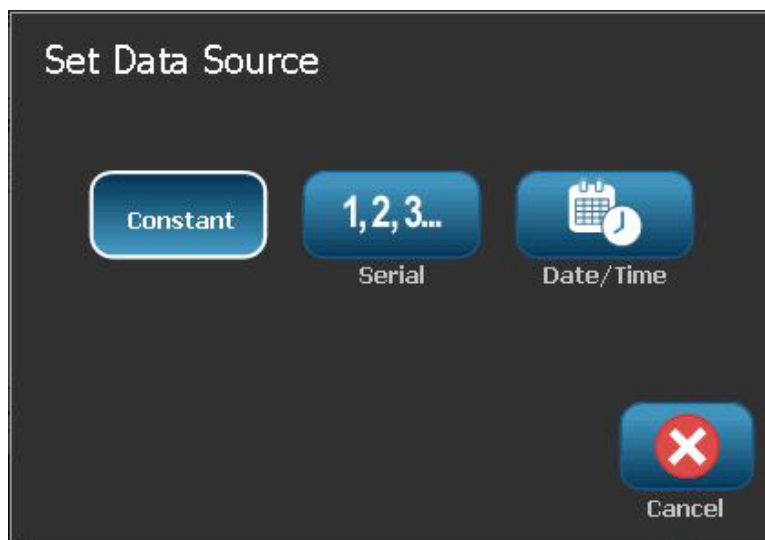 Set Data Source
Constant
1, 2, 3...
Serial
Date/Time
Cancel